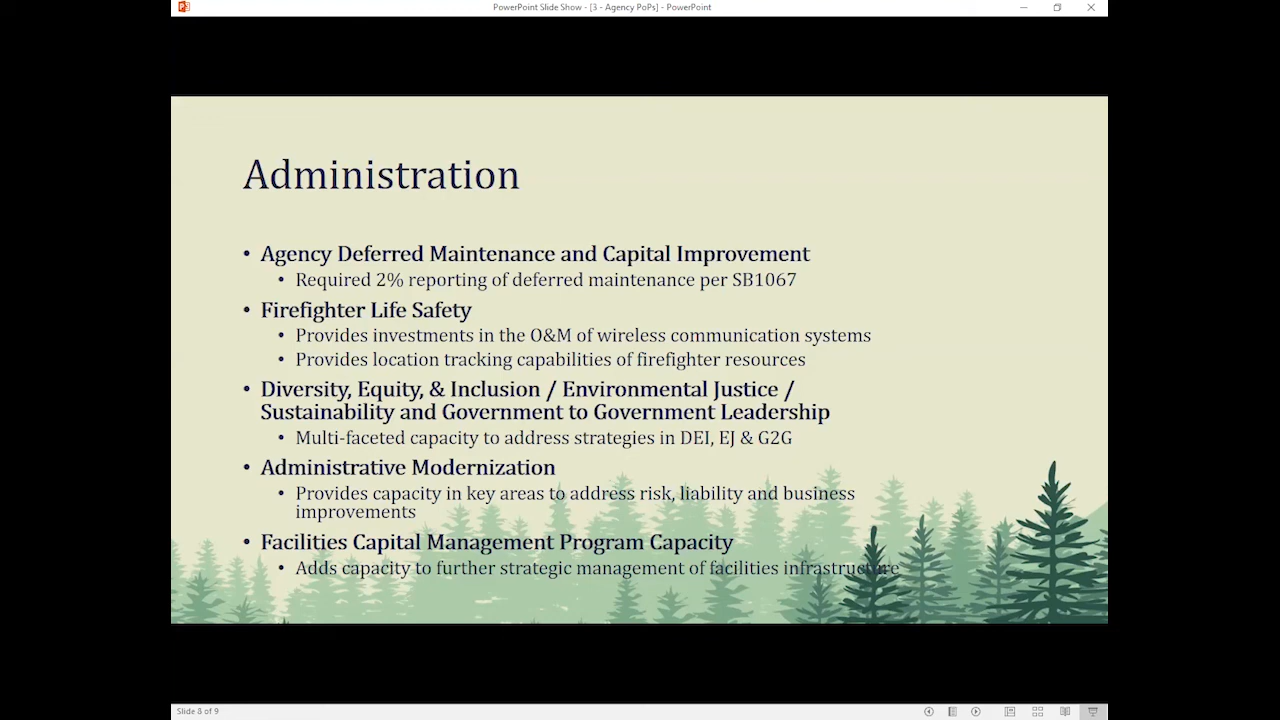 PowerPoint Slide Show - [3 - Agency PoPs] - PowerPoint
Administration
• Agency Deferred Maintenance and Capital Improvement
• Required 2% reporting of deferred maintenance per SB1067
• Firefighter Life Safety
• Provides investments in the O&M of wireless communication systems
• Provides location tracking capabilities of firefighter resources
• Diversity, Equity, & Inclusion / Environmental Justice /
Sustainability and Government to Government Leadership
• Multi-faceted capacity to address strategies in DEI, EJ & G2G
• Administrative Modernization
• Provides capacity in key areas to address risk, liability and business
improvements
• Facilities Capital Management Program Capacity
• Adds capacity to further strategic management of facilities infrastructure
Slide 8 of 9